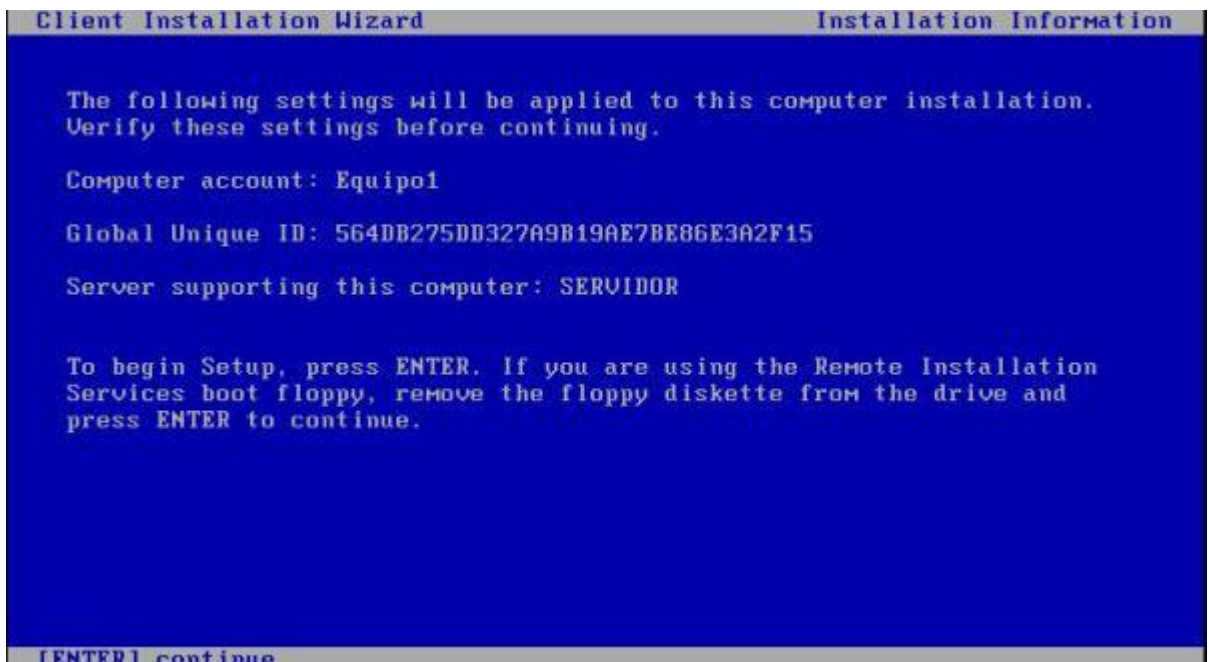 Client Installation Wizard Installation Information
The following settings will be applied to this computer installation.
Verify these settings before continuing.
Computer account: Equipo1
Global Unique ID: 564DB275DD327A9B19AE7BE86E3A2F15
Server supporting this computer: SERVIDOR
To begin Setup, press ENTER. If you are using the Remote Installation
Services boot floppy, remove the floppy diskette from the drive and
press ENTER to continue.
[ENTER] continue